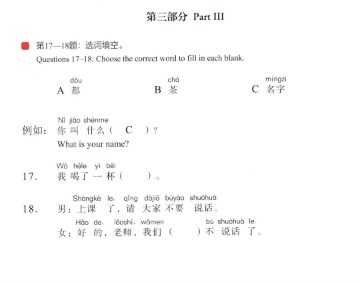 第三部分 Part III
第17—18题：选词填空。
Questions 17-18: Choose the correct word to fill in each blank.
dōu chá míngzi
A 都 B 茶 C 名字
Nǐ jiào shénme
例如： 你 叫 什么（ C ）？
What is your name?
Wǒ hēle yì bēi
17. 我 喝了 一 杯（ ）。
Shàngkè le, qǐng dàjiā búyào shuōhuà.
18. 男：上课 了，请 大家 不要 说话。
Hǎo de, lǎoshī, wǒmen bù shuōhuà le.
女：好 的，老师，我们（ ）不 说话 了。